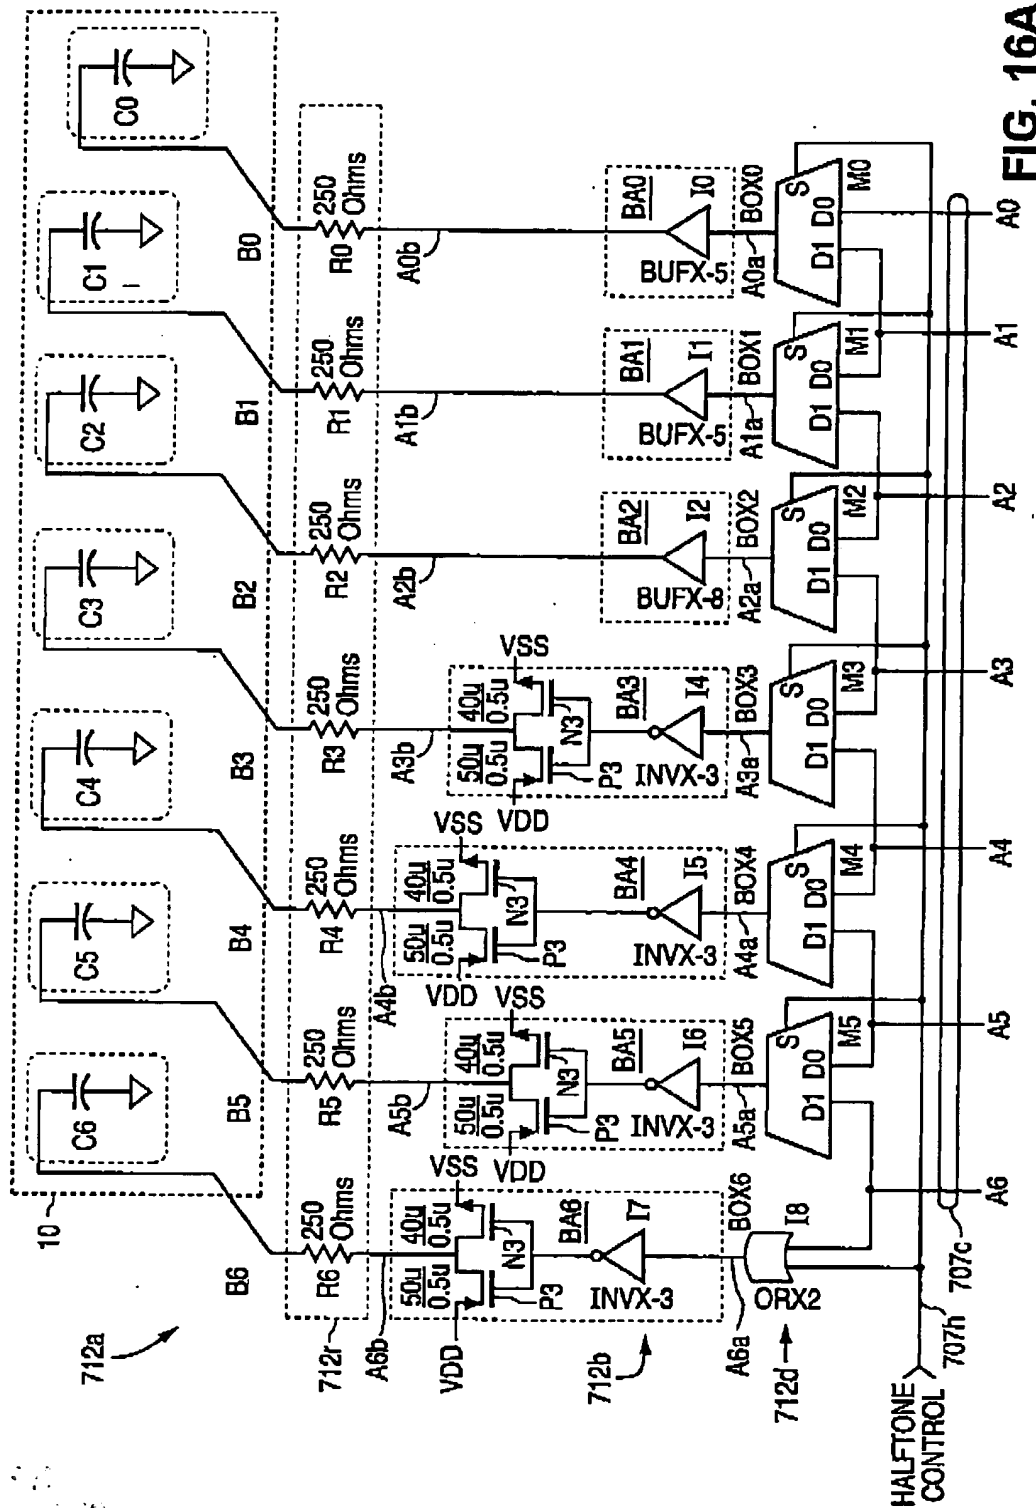 FIG. 16A
712a
10
C6
C5
C4
C3
C2
C1
C0
B6
B5
B4
B3
B2
B1
B0
712r
250 Ohms
R6
250 Ohms
R5
250 Ohms
R4
250 Ohms
R3
250 Ohms
R2
250 Ohms
R1
250 Ohms
R0
A6b
A5b
A4b
A3b
A2b
A1b
A0b
VDD
50u
0.5u
40u
0.5u
VSS
P3
N3
BA6
INVX-3
I7
VDD
50u
0.5u
40u
0.5u
VSS
P3
N3
BA5
INVX-3
I6
VDD
50u
0.5u
40u
0.5u
VSS
P3
N3
BA4
INVX-3
I5
VDD
50u
0.5u
40u
0.5u
VSS
P3
N3
BA3
INVX-3
I4
BA2
BUFX-8
I2
BA1
BUFX-5
I1
BA0
BUFX-5
I0
712b
A6a
BOX6
A5a
BOX5
A4a
BOX4
A3a
BOX3
A2a
BOX2
A1a
BOX1
A0a
BOX0
712d
ORX2
I8
S
D1 D0
M5
S
D1 D0
M4
S
D1 D0
M3
S
D1 D0
M2
S
D1 D0
M1
S
D1 D0
M0
HALFTONE
CONTROL
707h
707c
A6
A5
A4
A3
A2
A1
A0